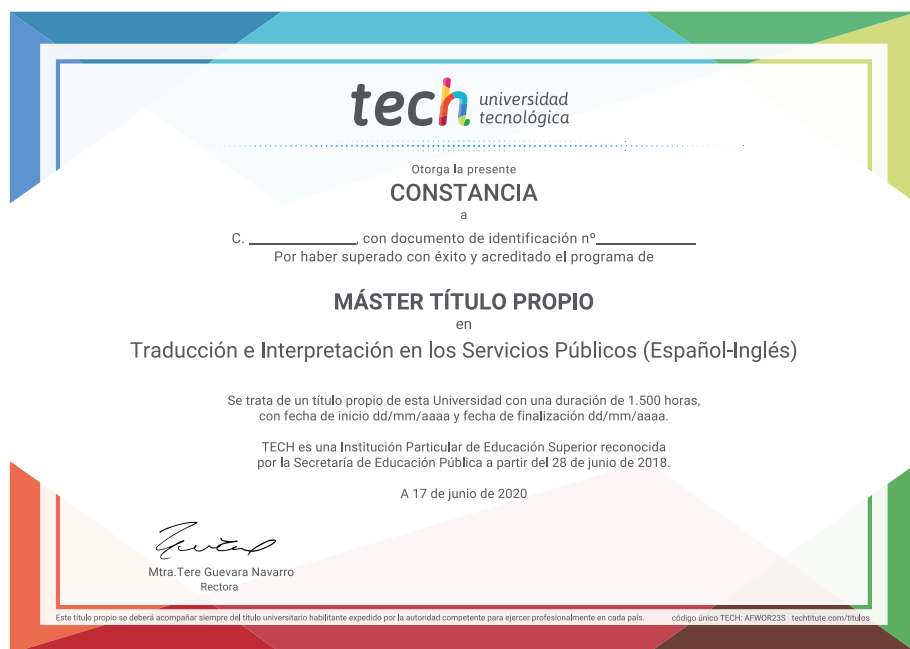 tech universidad
tecnológica
Otorga la presente
CONSTANCIA
a
C. ____________, con documento de identificación nº____________
Por haber superado con éxito y acreditado el programa de
MÁSTER TÍTULO PROPIO
en
Traducción e Interpretación en los Servicios Públicos (Español-Inglés)
Se trata de un título propio de esta Universidad con una duración de 1.500 horas,
con fecha de inicio dd/mm/aaaa y fecha de finalización dd/mm/aaaa.
TECH es una Institución Particular de Educación Superior reconocida
por la Secretaría de Educación Pública a partir del 28 de junio de 2018.
A 17 de junio de 2020
Mtra.Tere Guevara Navarro
Rectora
Este título propio se deberá acompañar siempre del título universitario habilitante expedido por la autoridad competente para ejercer profesionalmente en cada país. código único TECH: AFWOR23S techtitute.com/titulos